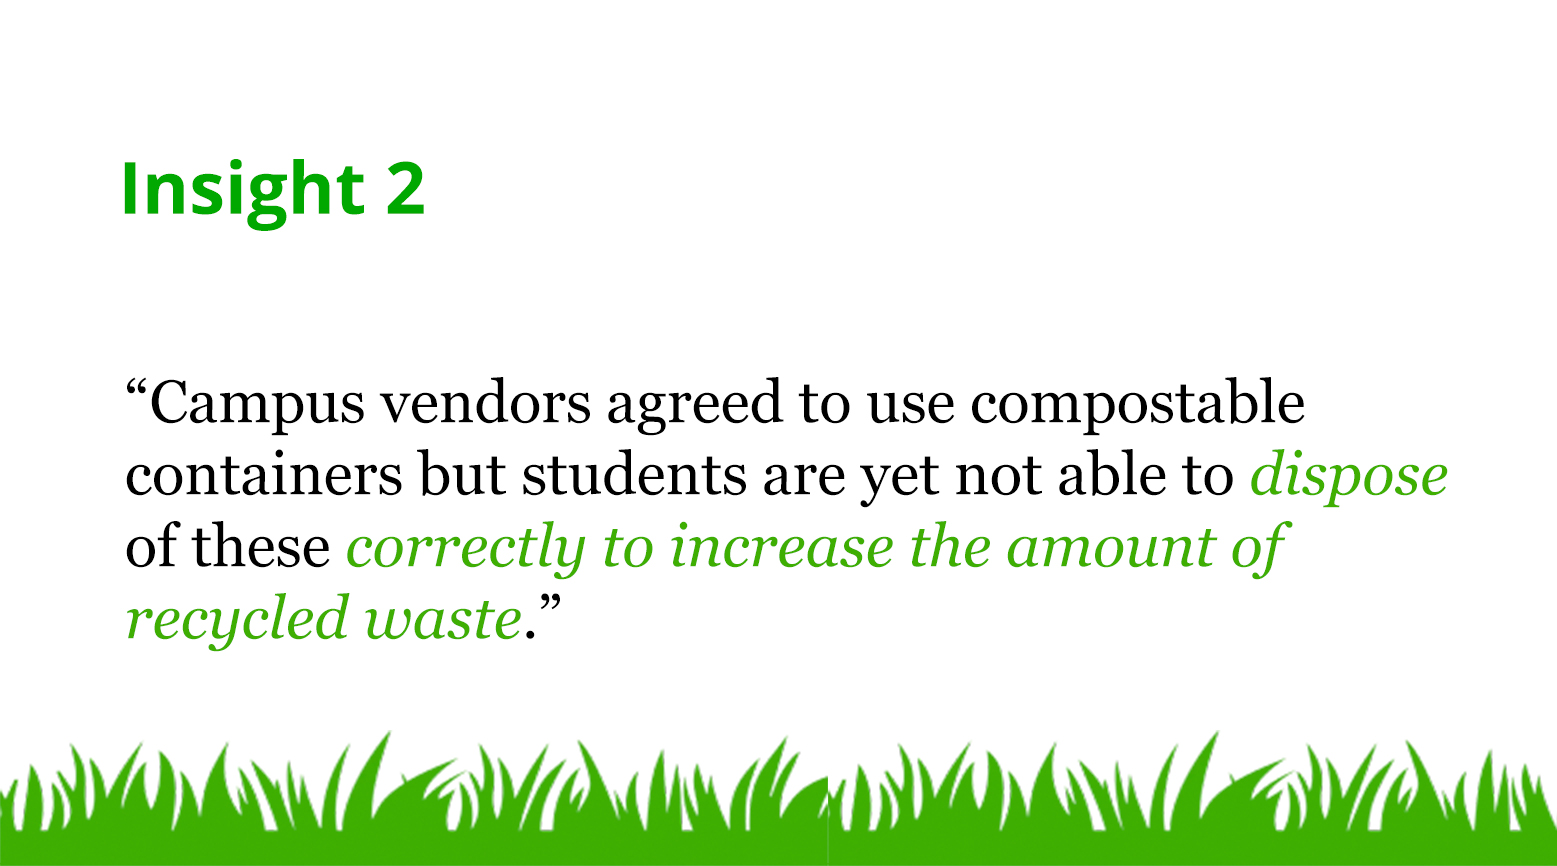 Insight 2
“Campus vendors agreed to use compostable
containers but students are yet not able to dispose
of these correctly to increase the amount of
recycled waste.”